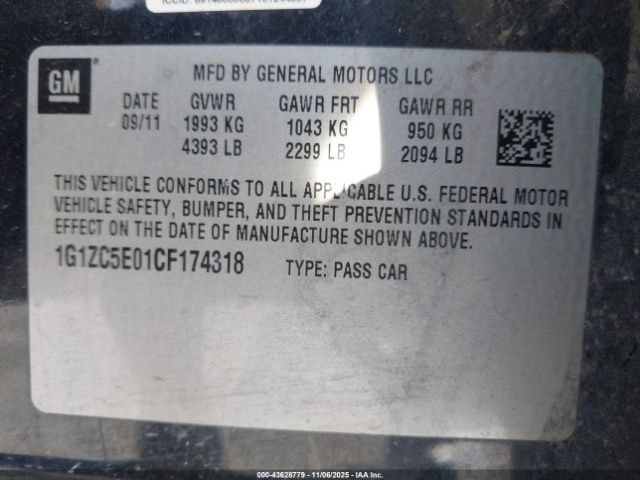 GM ®
MFD BY GENERAL MOTORS LLC
DATE GVWR GAWR FRT GAWR RR
09/11 1993 KG 1043 KG 950 KG
4393 LB 2299 LB 2094 LB
THIS VEHICLE CONFORMS TO ALL APPLICABLE U.S. FEDERAL MOTOR
VEHICLE SAFETY, BUMPER, AND THEFT PREVENTION STANDARDS IN
EFFECT ON THE DATE OF MANUFACTURE SHOWN ABOVE.
1G1ZC5E01CF174318 TYPE: PASS CAR
000-43628779 - 11/06/2025 - IAAI, Inc.